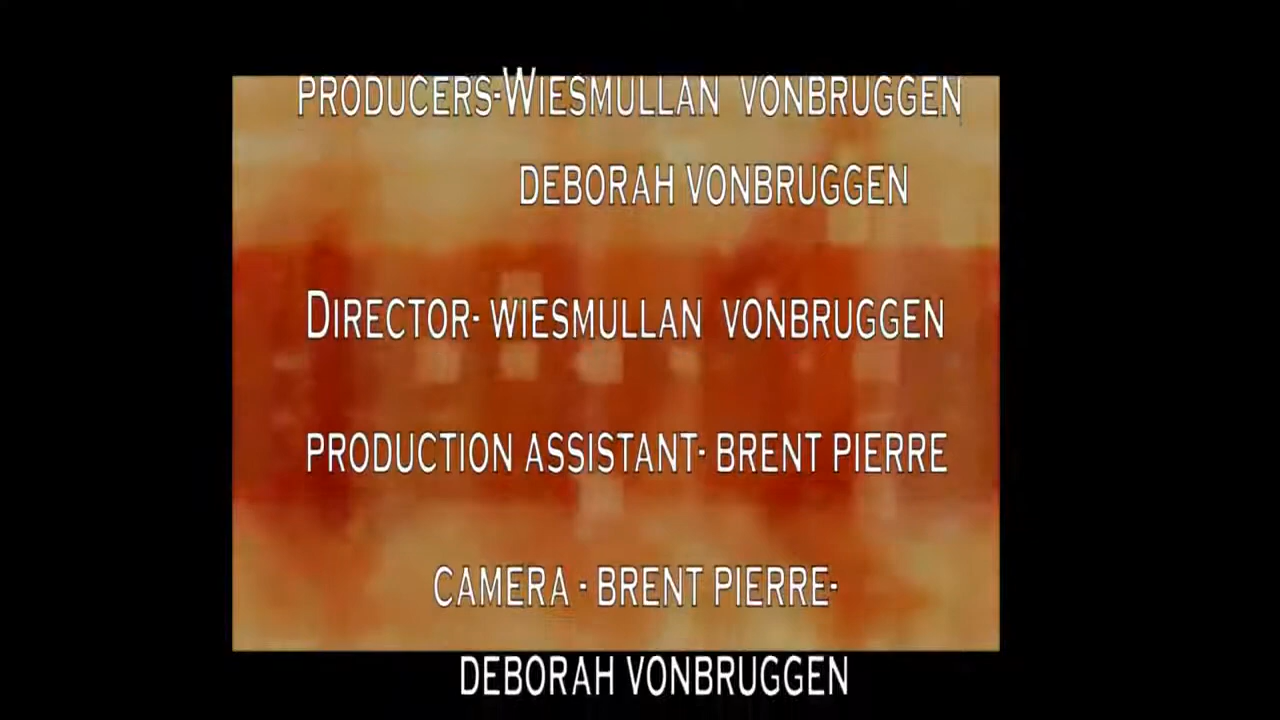 PRODUCERS-WIESMULLAN VONBRUGGEN
DEBORAH VONBRUGGEN
DIRECTOR- WIESMULLAN VONBRUGGEN
PRODUCTION ASSISTANT- BRENT PIERRE
CAMERA - BRENT PIERRE-
DEBORAH VONBRUGGEN